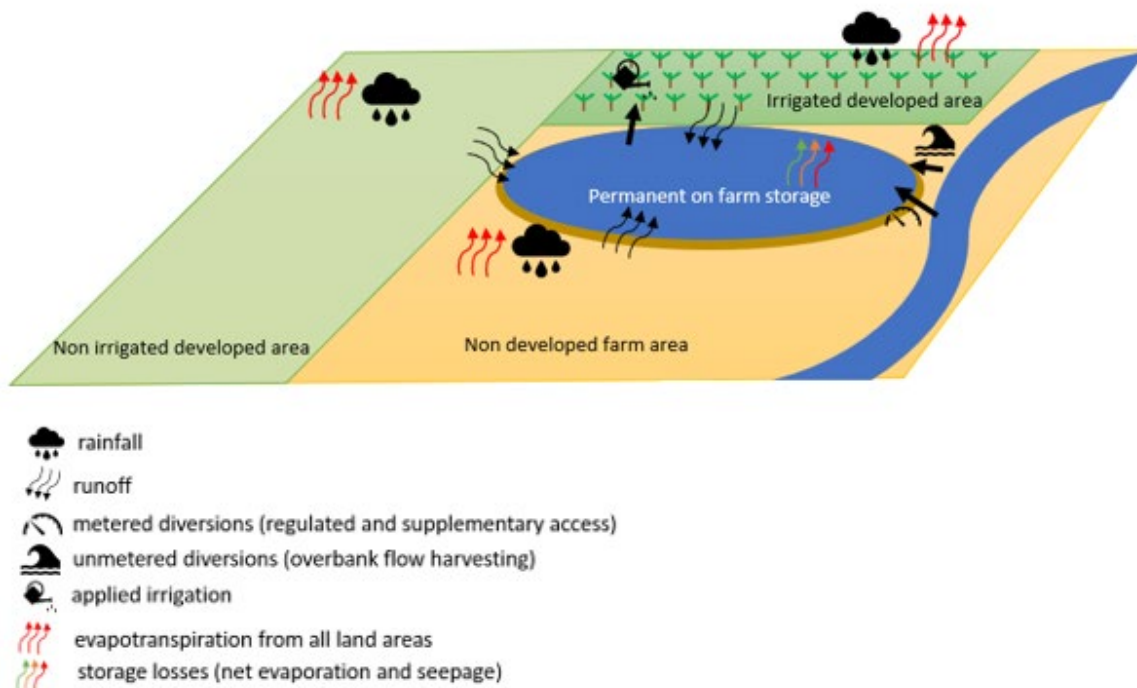 Irrigated developed area
Permanent on farm storage
Non irrigated developed area
Non developed farm area
rainfall
runoff
metered diversions (regulated and supplementary access)
unmetered diversions (overbank flow harvesting)
applied irrigation
evapotranspiration from all land areas
storage losses (net evaporation and seepage)